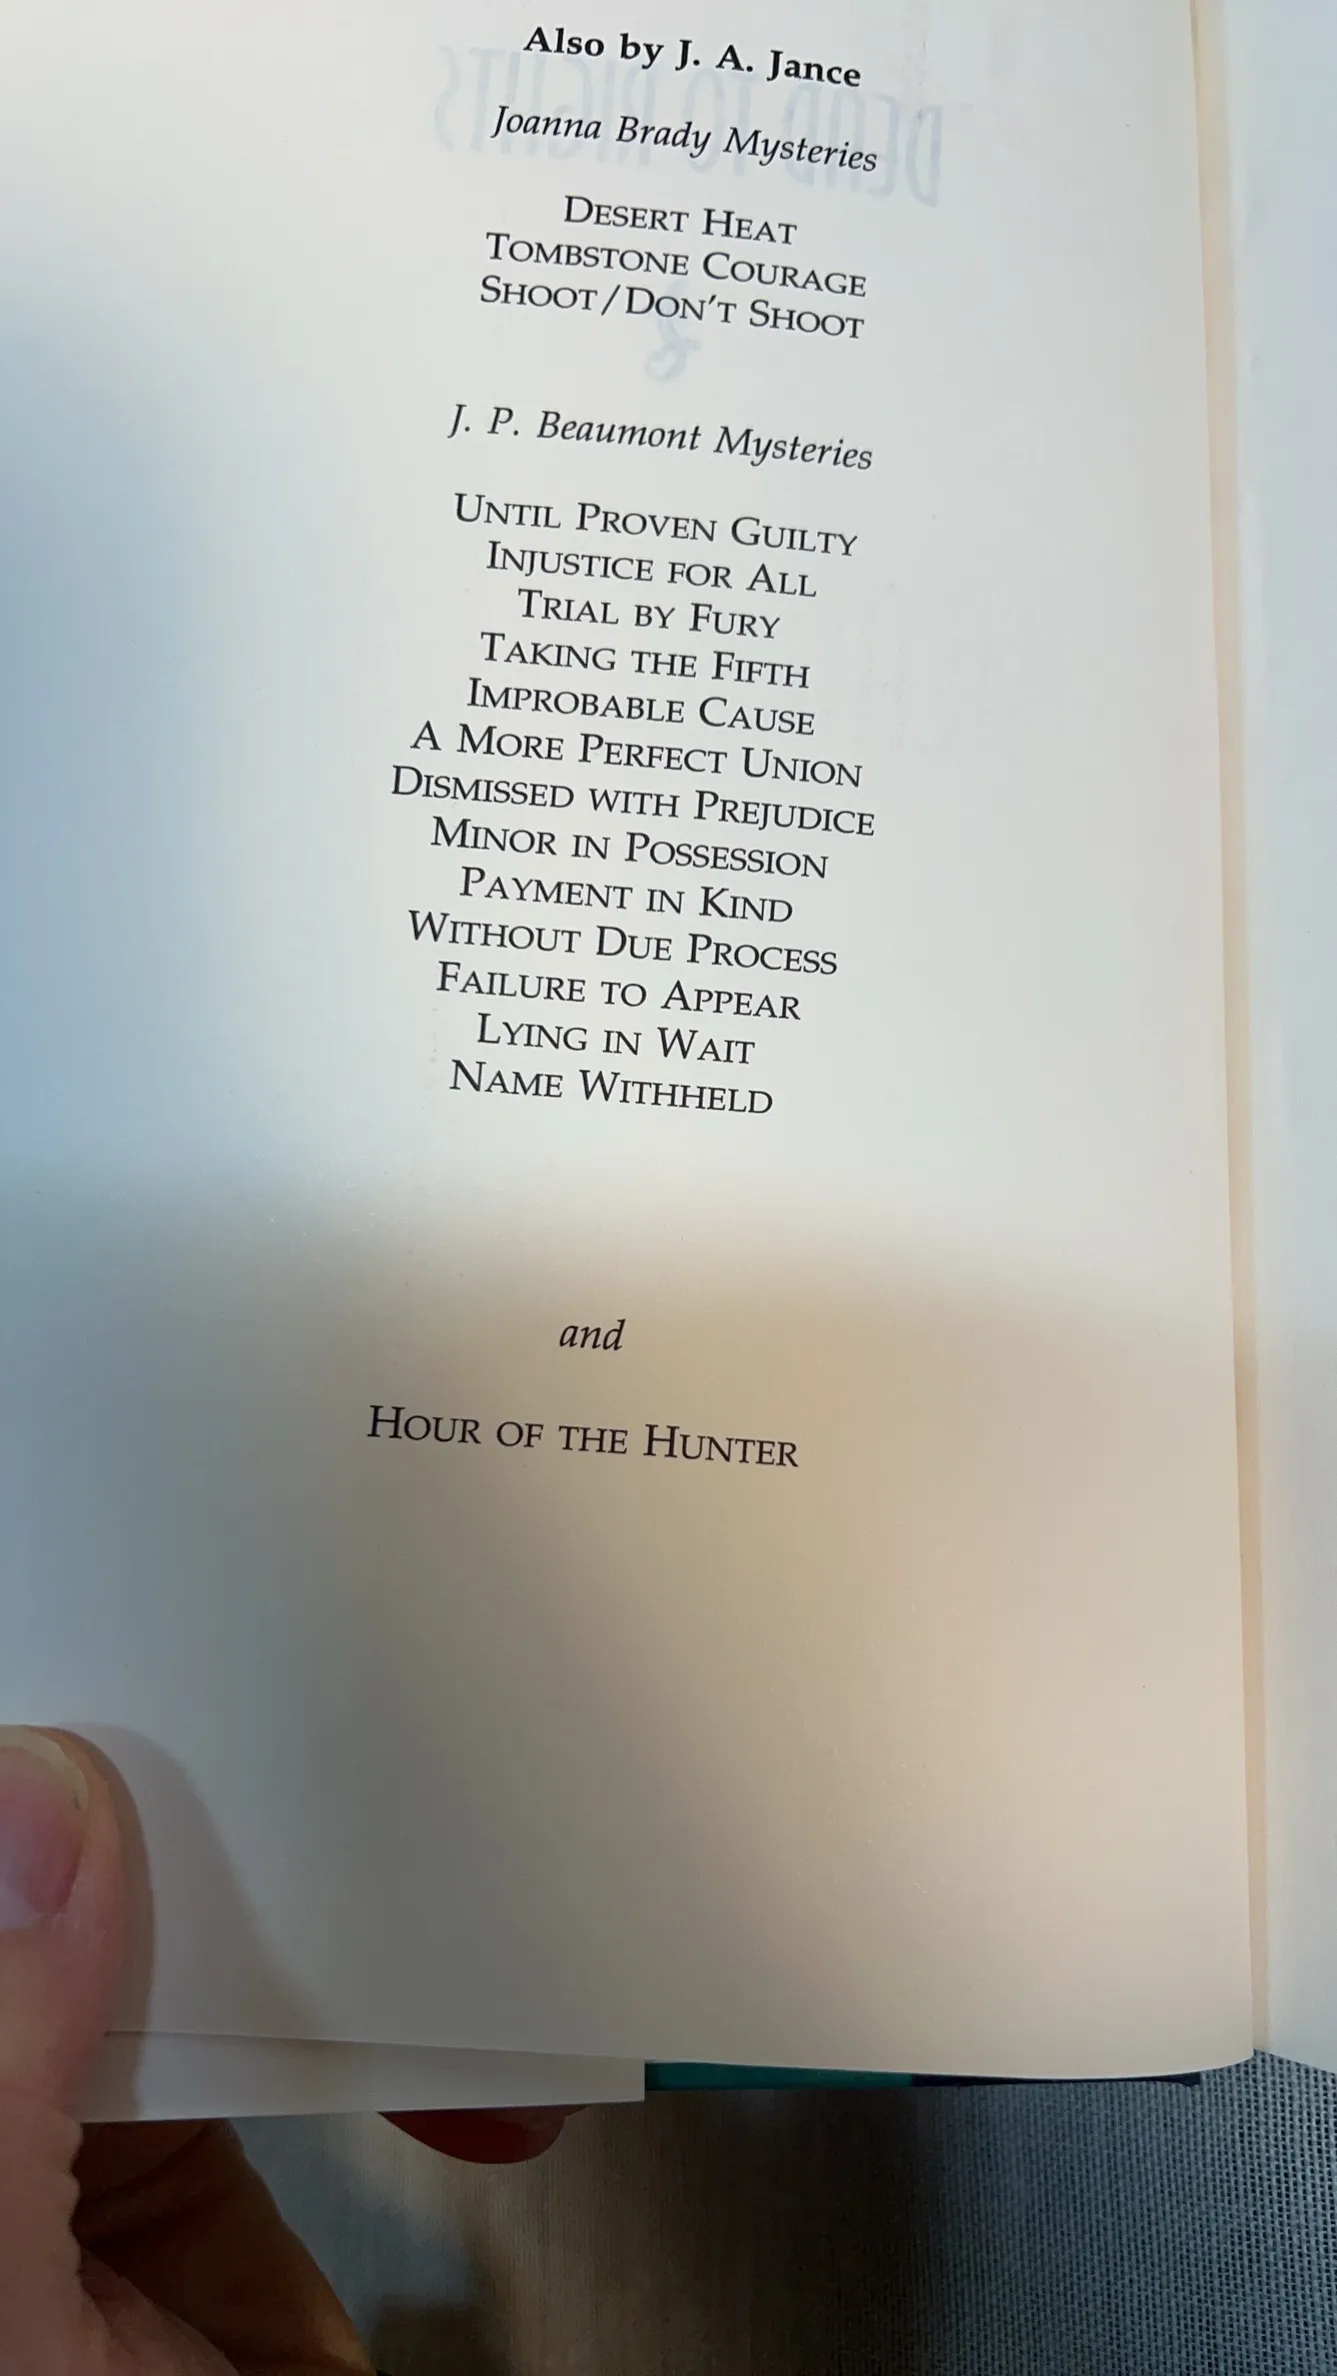 Also by J. A. Jance
Joanna Brady Mysteries
DESERT HEAT
TOMBSTONE COURAGE
SHOOT/DON'T SHOOT
J. P. Beaumont Mysteries
UNTIL PROVEN GUILTY
INJUSTICE FOR ALL
TRIAL BY FURY
TAKING THE FIFTH
IMPROBABLE CAUSE
A MORE PERFECT UNION
DISMISSED WITH PREJUDICE
MINOR IN POSSESSION
PAYMENT IN KIND
WITHOUT DUE PROCESS
FAILURE TO APPEAR
LYING IN WAIT
NAME WITHHELD
and
HOUR OF THE HUNTER
DEAD TO RIGHTS